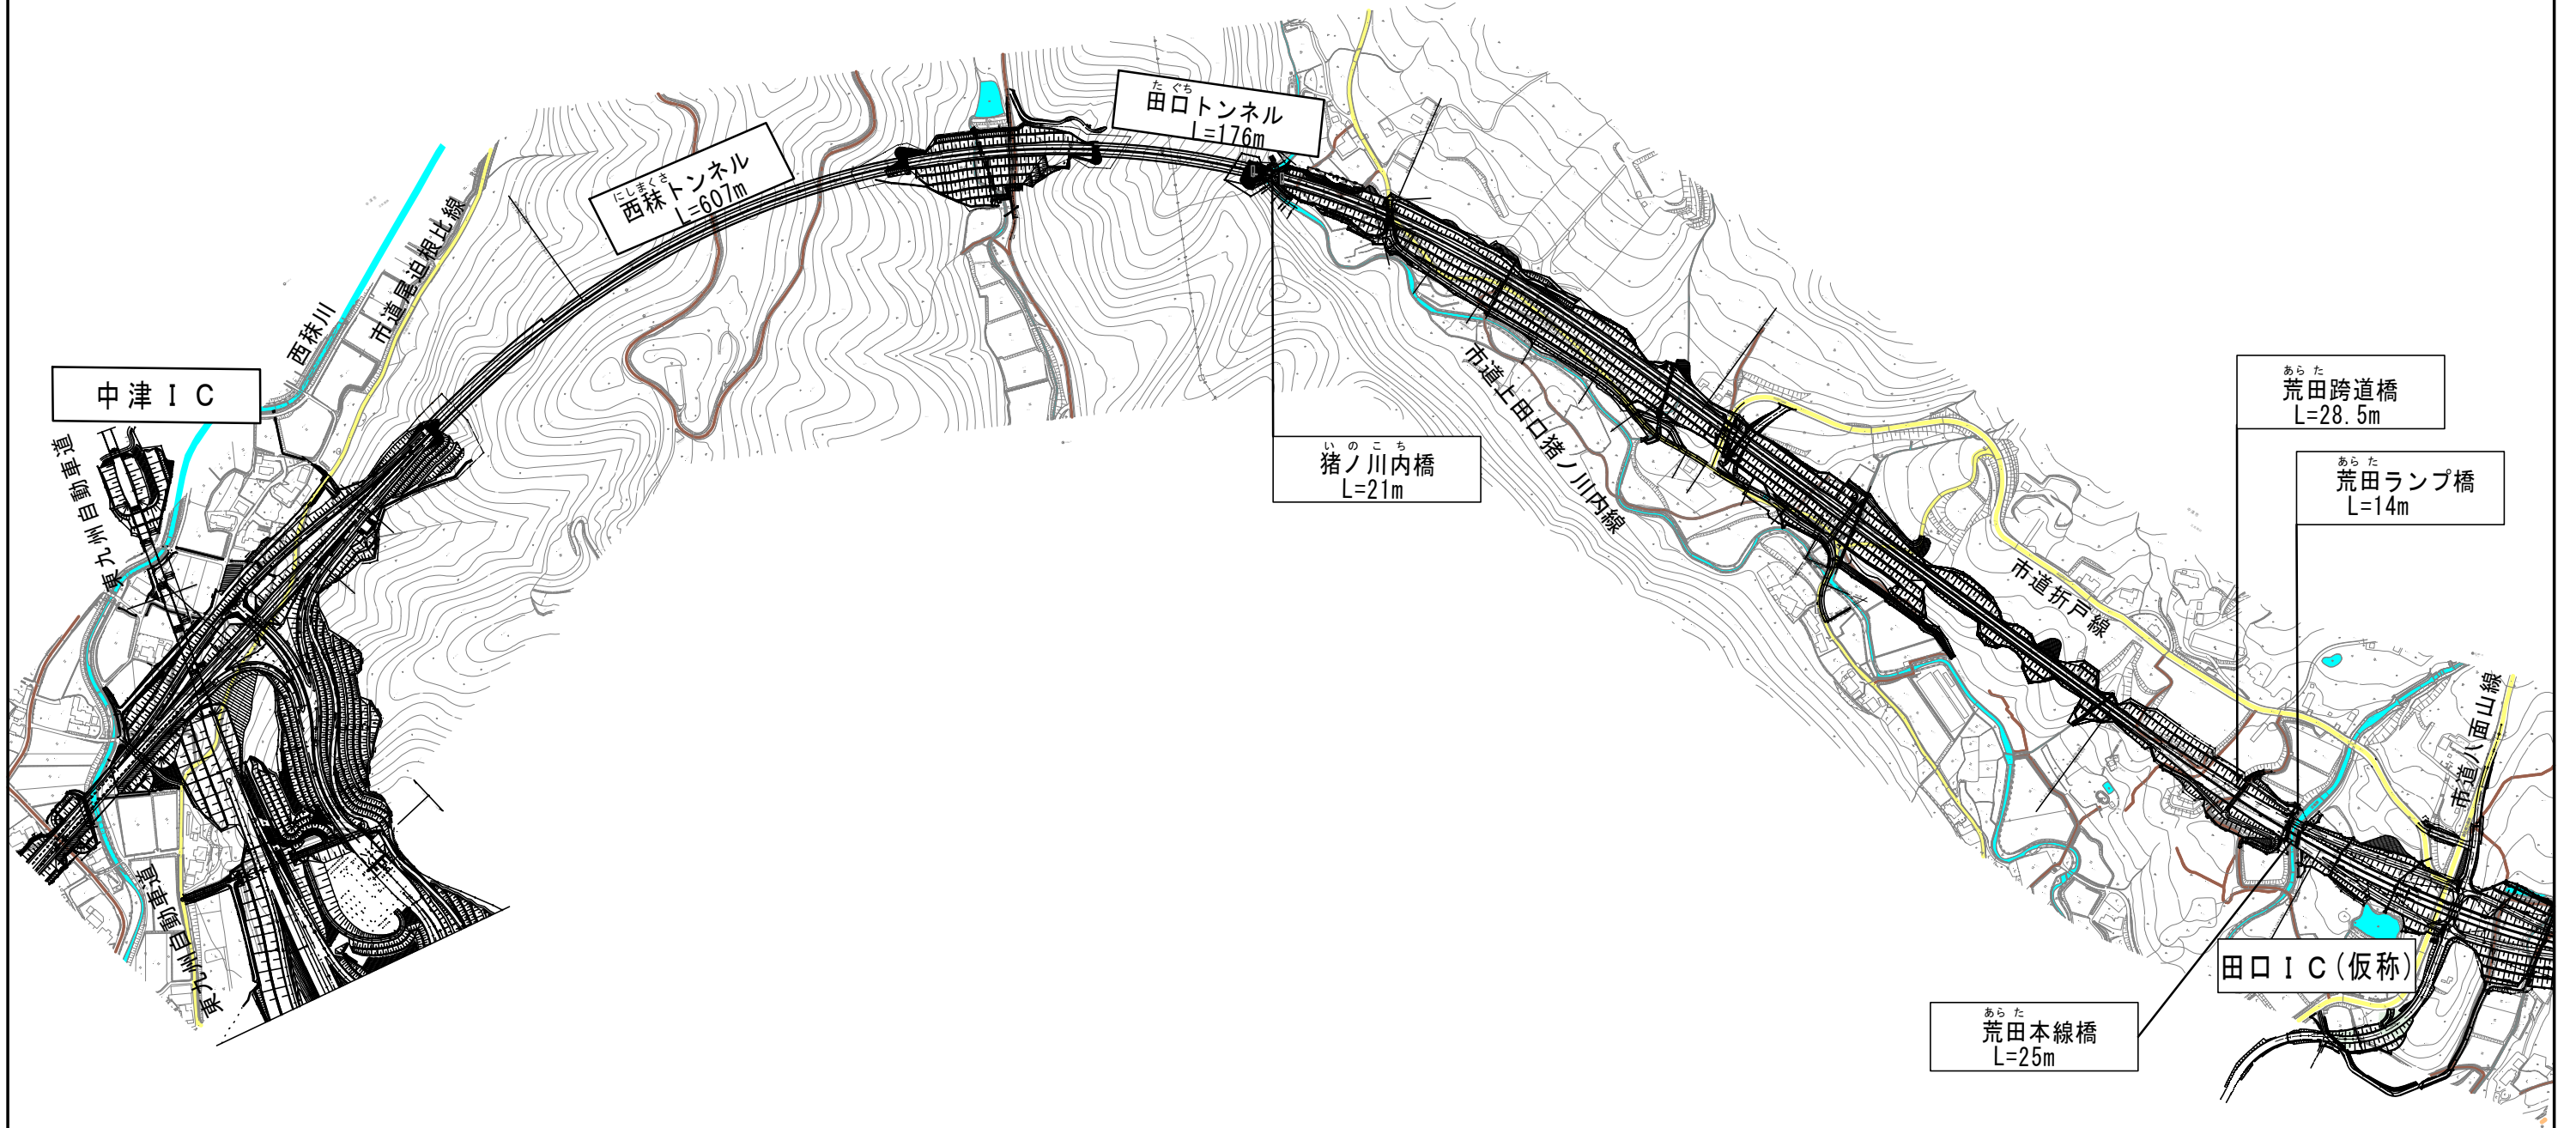 た ぐち
田口トンネル
L=176m
にしまくさ
西秣トンネル
L=607m
西秣川
市道尾迫根比線
中津ＩＣ
東九州自動車道
東九州自動車道
い の こ ち
猪ノ川内橋
L=21m
市道上田口猪ノ川内線
市道折戸線
あら た
荒田跨道橋
L=28.5m
あら た
荒田ランプ橋
L=14m
市道八面山線
田口ＩＣ(仮称)
あら た
荒田本線橋
L=25m